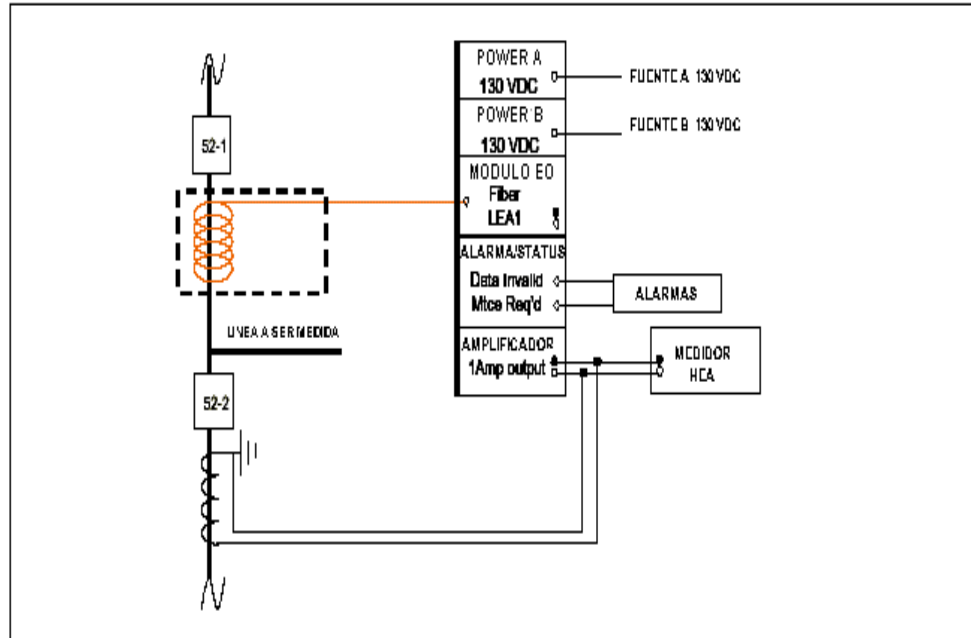 POWER A
130 VDC
FUENTE A 130 VDC
POWER B
130 VDC
FUENTE B 130 VDC
52-1
MODULO EO
Fiber
LEA1
ALARMA/STATUS
Data Invalid
Mtce Req'd
ALARMAS
LINEA A SER MEDIDA
AMPLIFICADOR
1Amp output
MEDIDOR
HEA
52-2